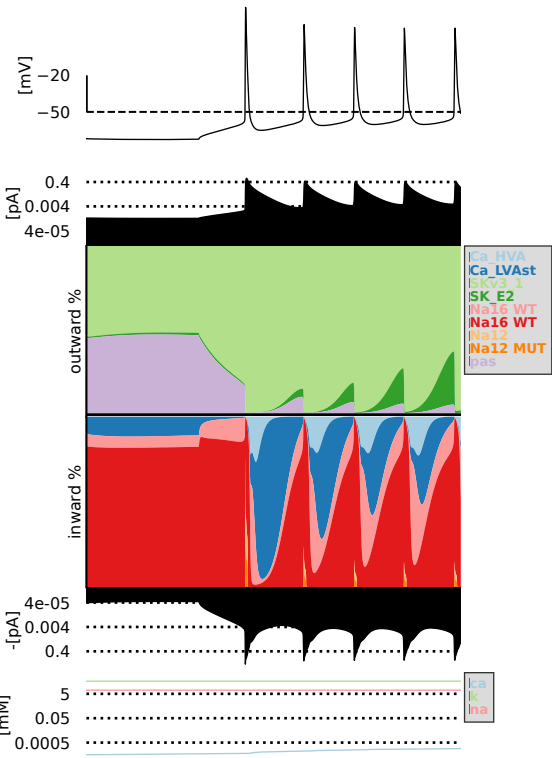 [mV]
−20
−50
[pA]
0.4
0.004
4e-05
outward %
Ca_HVA
Ca_LVAst
SKv3_1
SK_E2
Na16 WT
Na16 WT
Na12
Na12 MUT
pas
inward %
-[pA]
4e-05
0.004
0.4
[mM]
5
0.05
0.0005
ca
k
na